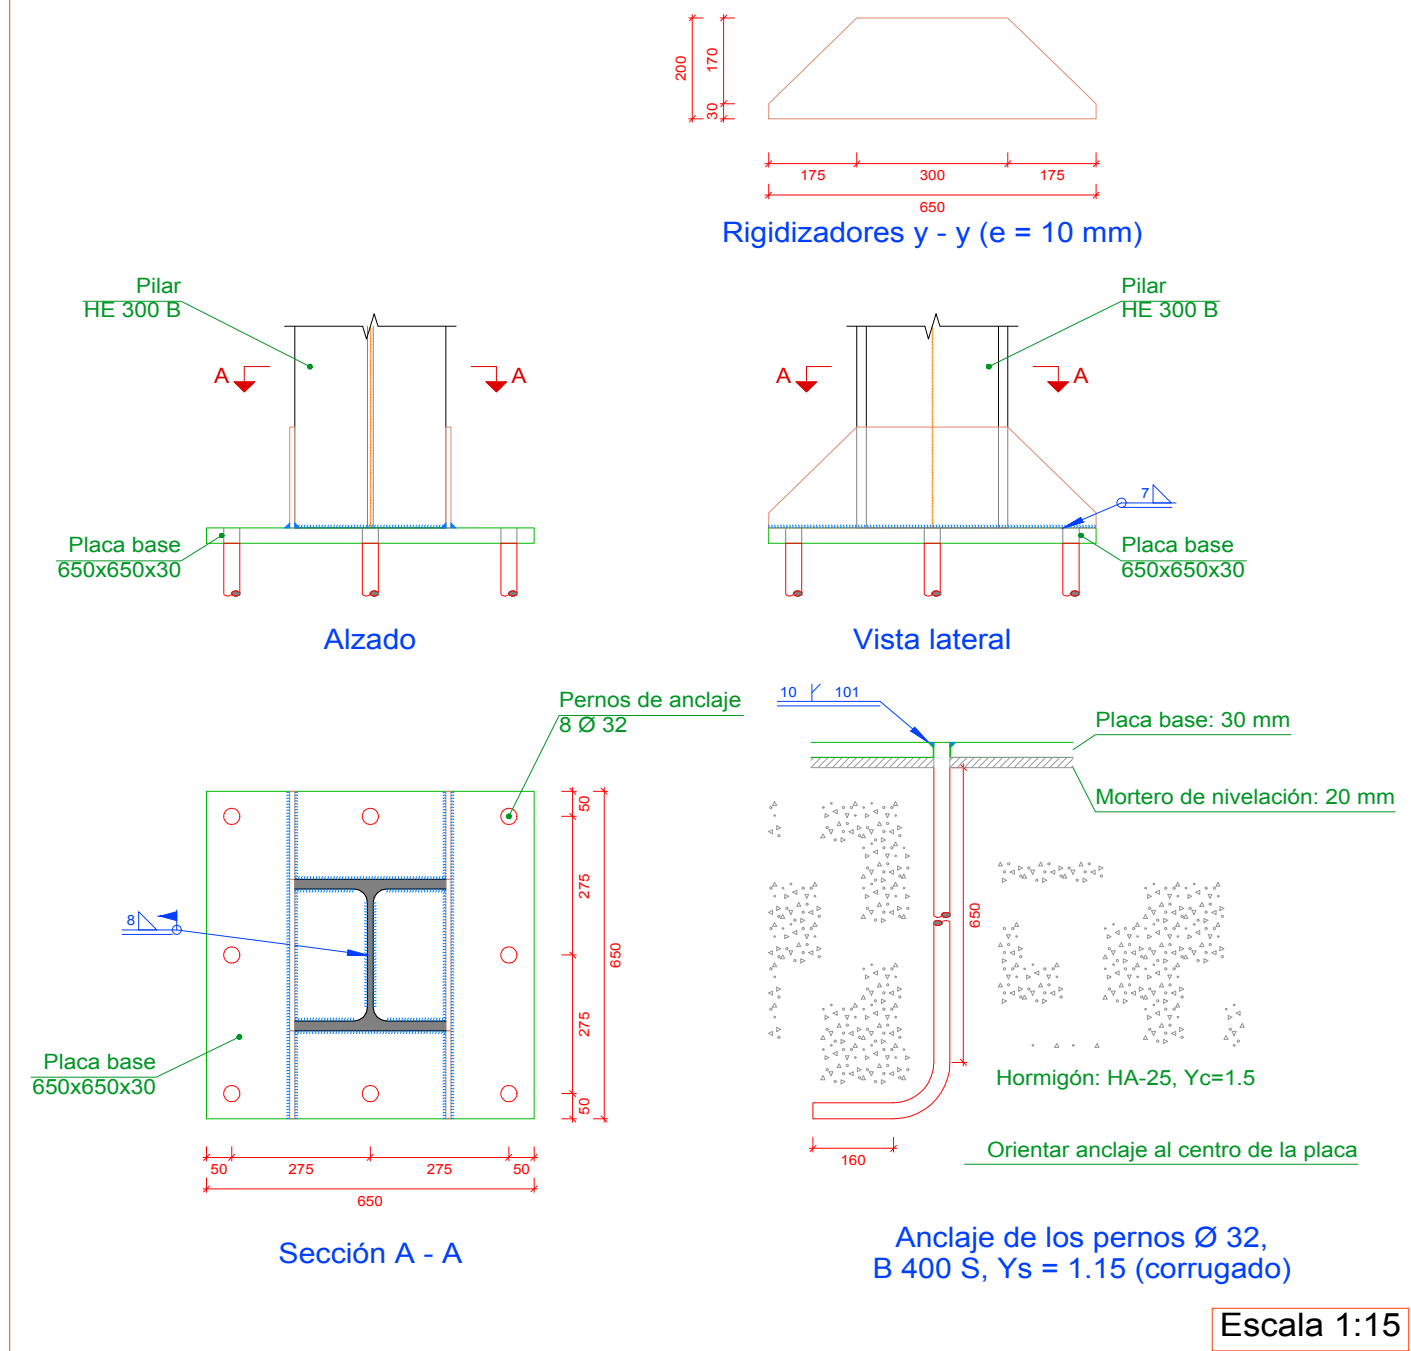 200
170
30
175
300
175
650
Rigidizadores y - y (e = 10 mm)
Pilar
HE 300 B
A
A
Placa base
650x650x30
Alzado
Pilar
HE 300 B
A
A
7
Placa base
650x650x30
Vista lateral
Pernos de anclaje
8 Ø 32
8
Placa base
650x650x30
50
275
275
50
650
50
275
275
50
650
Sección A - A
10
101
Placa base: 30 mm
Mortero de nivelación: 20 mm
650
Hormigón: HA-25, Yc=1.5
160
Orientar anclaje al centro de la placa
Anclaje de los pernos Ø 32,
B 400 S, Ys = 1.15 (corrugado)
Escala 1:15